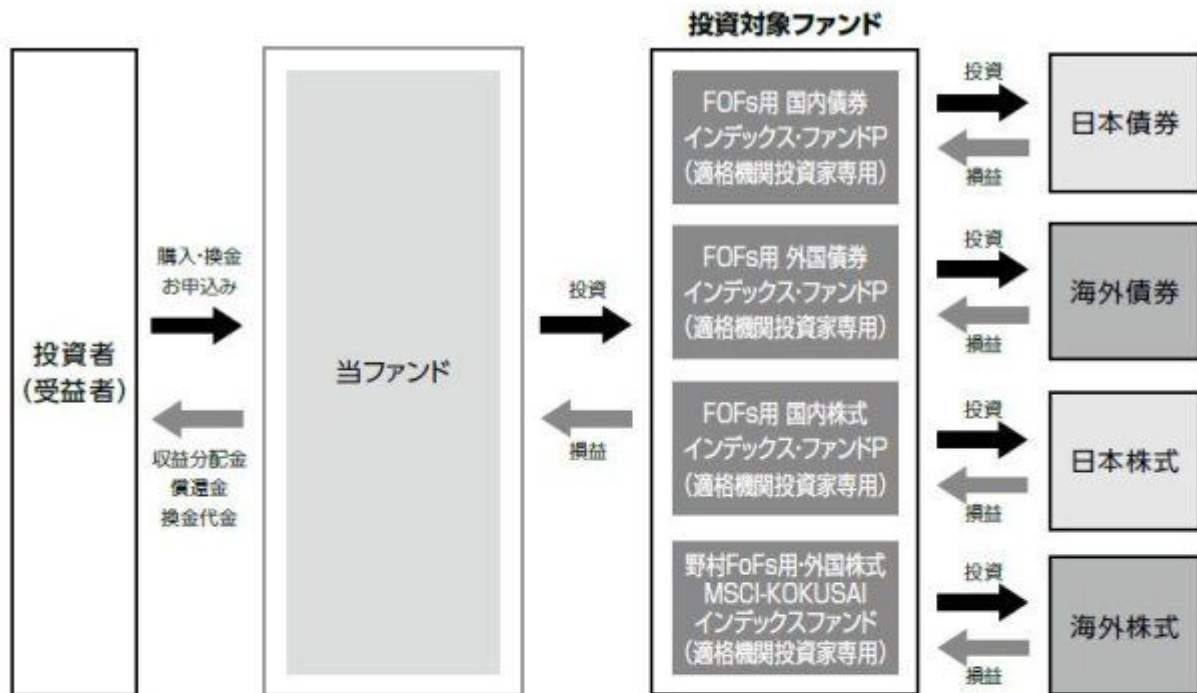 投資対象ファンド
投資者
(受益者)
購入・換金
お申込み
収益分配金
償還金
換金代金
当ファンド
投資
損益
FOFs用 国内債券
インデックス・ファンドP
(適格機関投資家専用)
投資
損益
日本債券
FOFs用 外国債券
インデックス・ファンドP
(適格機関投資家専用)
投資
損益
海外債券
FOFs用 国内株式
インデックス・ファンドP
(適格機関投資家専用)
投資
損益
日本株式
野村FoFs用・外国株式
MSCI-KOKUSAI
インデックスファンド
(適格機関投資家専用)
投資
損益
海外株式